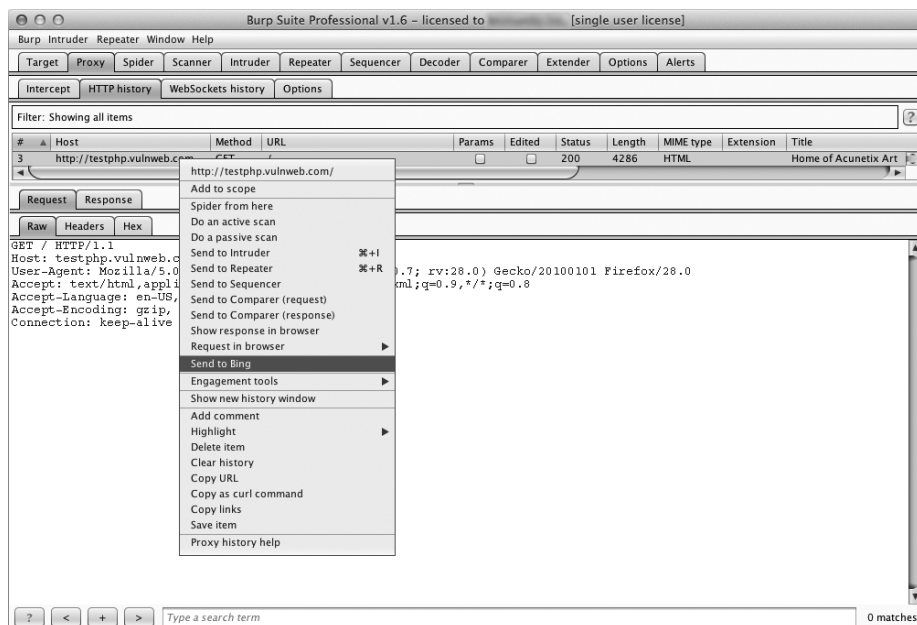 Burp Suite Professional v1.6 – licensed to [single user license]
Burp Intruder Repeater Window Help
Target Proxy Spider Scanner Intruder Repeater Sequencer Decoder Comparer Extender Options Alerts
Intercept HTTP history WebSockets history Options
Filter: Showing all items ?
# Host Method URL Params Edited Status Length MIME type Extension Title
3 http://testphp.vulnweb.com GET / 200 4286 HTML Home of Acunetix Art
http://testphp.vulnweb.com/
Add to scope
Spider from here
Do an active scan
Do a passive scan
Send to Intruder ⌘+I
Send to Repeater ⌘+R
Send to Sequencer
Send to Comparer (request)
Send to Comparer (response)
Show response in browser
Request in browser
Send to Bing
Engagement tools
Show new history window
Add comment
Highlight
Delete item
Clear history
Copy URL
Copy as curl command
Copy links
Save item
Proxy history help
Request Response
Raw Headers Hex
GET / HTTP/1.1
Host: testphp.vulnweb.c
User-Agent: Mozilla/5.0 .7; rv:28.0) Gecko/20100101 Firefox/28.0
Accept: text/html,appli ml;q=0.9,*/*;q=0.8
Accept-Language: en-US,
Accept-Encoding: gzip,
Connection: keep-alive
? < + > Type a search term 0 matches